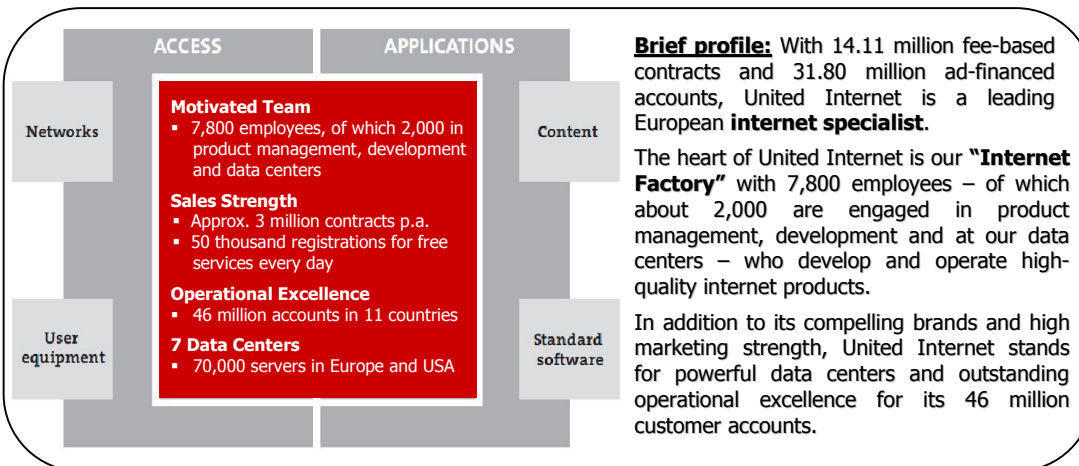 ACCESS
APPLICATIONS
Networks
User
equipment
Motivated Team
▪ 7,800 employees, of which 2,000 in
product management, development
and data centers
Sales Strength
▪ Approx. 3 million contracts p.a.
▪ 50 thousand registrations for free
services every day
Operational Excellence
▪ 46 million accounts in 11 countries
7 Data Centers
▪ 70,000 servers in Europe and USA
Content
Standard
software
Brief profile: With 14.11 million fee-based
contracts and 31.80 million ad-financed
accounts, United Internet is a leading
European internet specialist.
The heart of United Internet is our “Internet
Factory” with 7,800 employees – of which
about 2,000 are engaged in product
management, development and at our data
centers – who develop and operate high-
quality internet products.
In addition to its compelling brands and high
marketing strength, United Internet stands
for powerful data centers and outstanding
operational excellence for its 46 million
customer accounts.